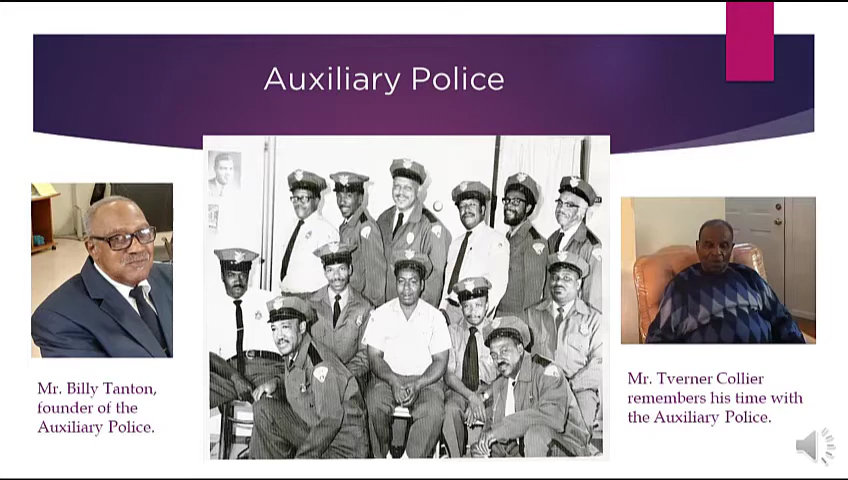 Auxiliary Police
Mr. Billy Tanton,
founder of the
Auxiliary Police.
Mr. Tverner Collier
remembers his time with
the Auxiliary Police.